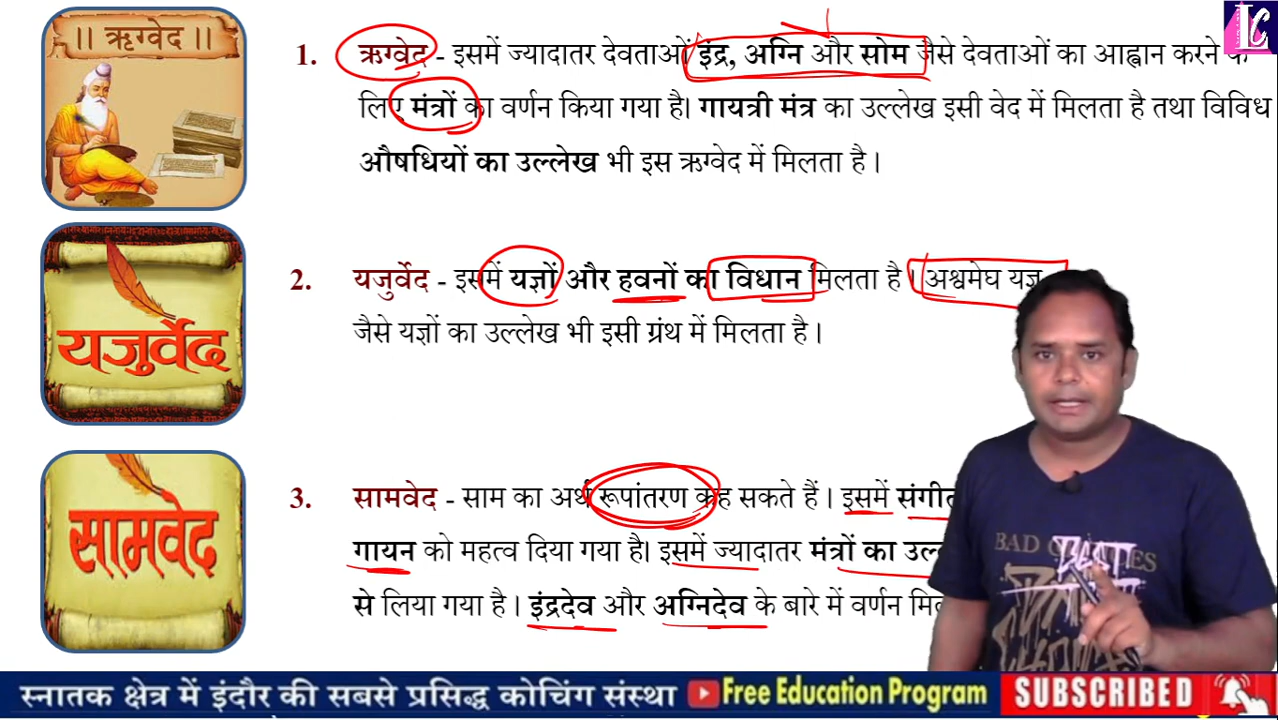 || ऋग्वेद ||
1. ऋग्वेद - इसमें ज्यादातर देवताओं इंद्र, अग्नि और सोम जैसे देवताओं का आह्वान करने के
लिए मंत्रों का वर्णन किया गया है। गायत्री मंत्र का उल्लेख इसी वेद में मिलता है तथा विविध
औषधियों का उल्लेख भी इस ऋग्वेद में मिलता है ।
यजुर्वेद
2. यजुर्वेद - इसमें यज्ञों और हवनों का विधान मिलता है । अश्वमेघ यज्ञ
जैसे यज्ञों का उल्लेख भी इसी ग्रंथ में मिलता है ।
सामवेद
3. सामवेद - साम का अर्थ रूपांतरण कह सकते हैं । इसमें संगीत
गायन को महत्व दिया गया है। इसमें ज्यादातर मंत्रों का
से लिया गया है । इंद्रदेव और अग्निदेव के बारे में वर्णन
LC
BAD
स्नातक क्षेत्र में इंदौर की सबसे प्रसिद्ध कोचिंग संस्था Free Education Program SUBSCRIBED